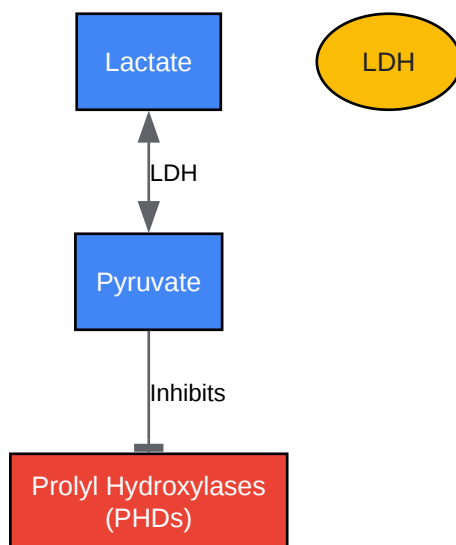 Lactate
LDH
LDH
Pyruvate
Inhibits
Prolyl Hydroxylases
(PHDs)